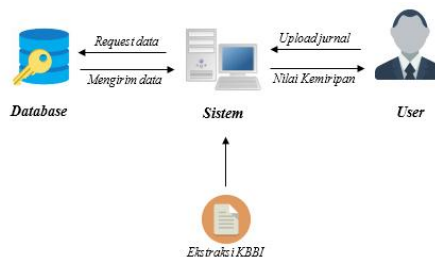 Request data
Upload jurnal
Mengirim data
Nilai Kemiripan
Database
Sistem
User
Ekstraksi KBBI